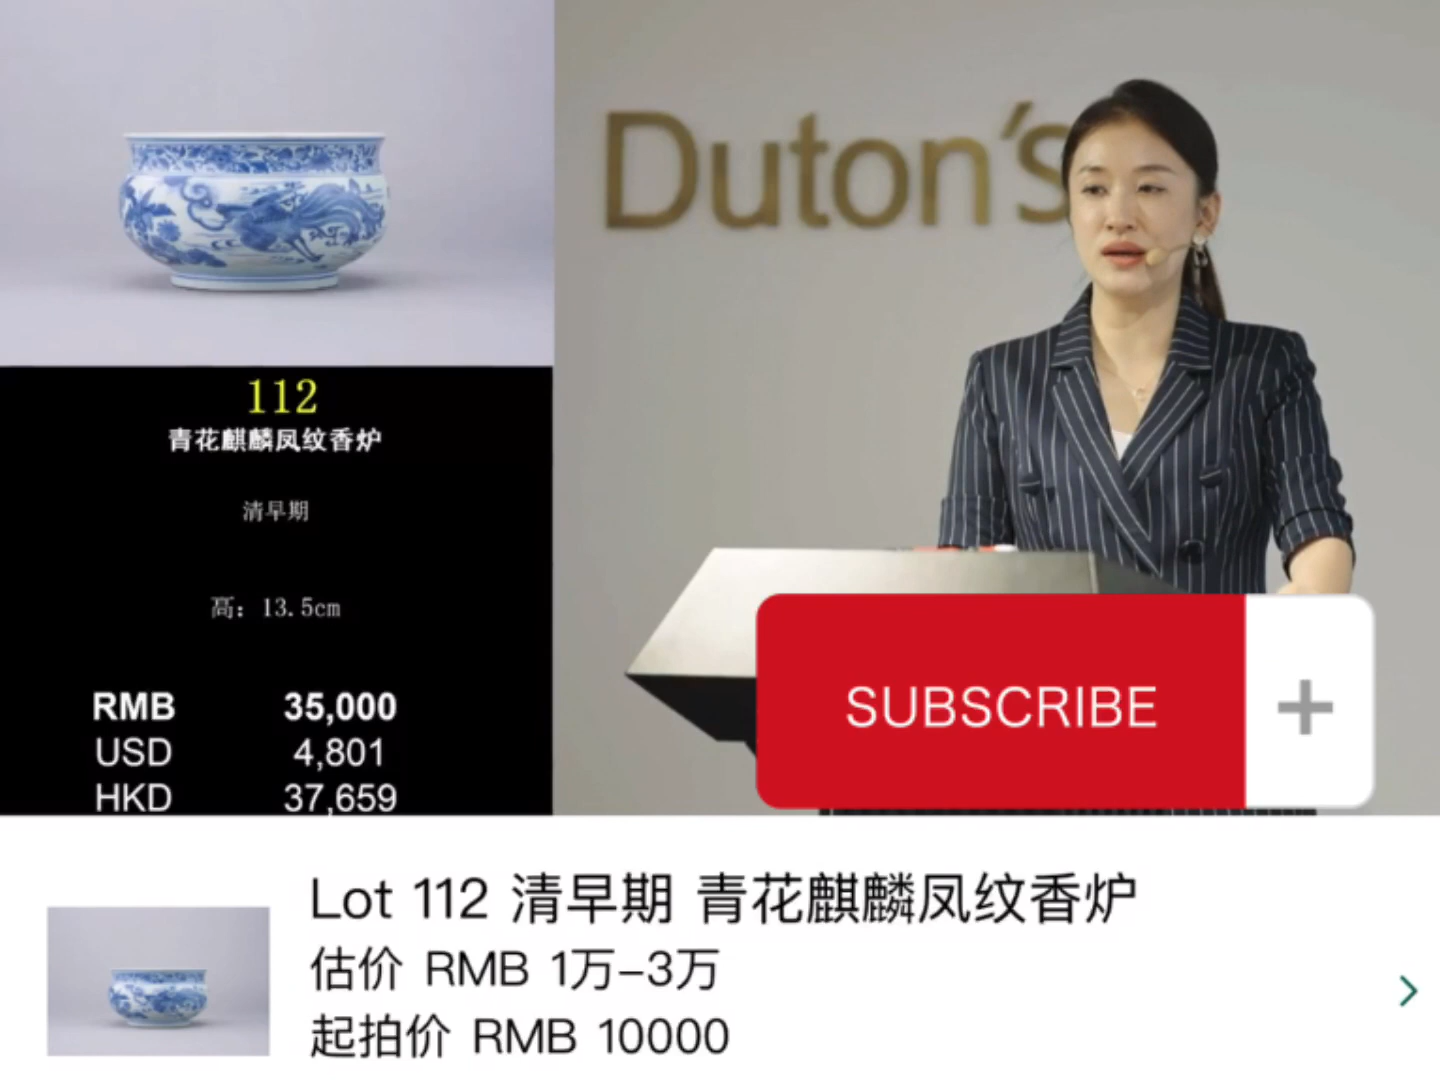 Duton's
112
青花麒麟凤纹香炉
清早期
高: 13.5cm
RMB 35,000
USD 4,801
HKD 37,659
SUBSCRIBE +
Lot 112 清早期 青花麒麟凤纹香炉
估价 RMB 1万-3万
起拍价 RMB 10000